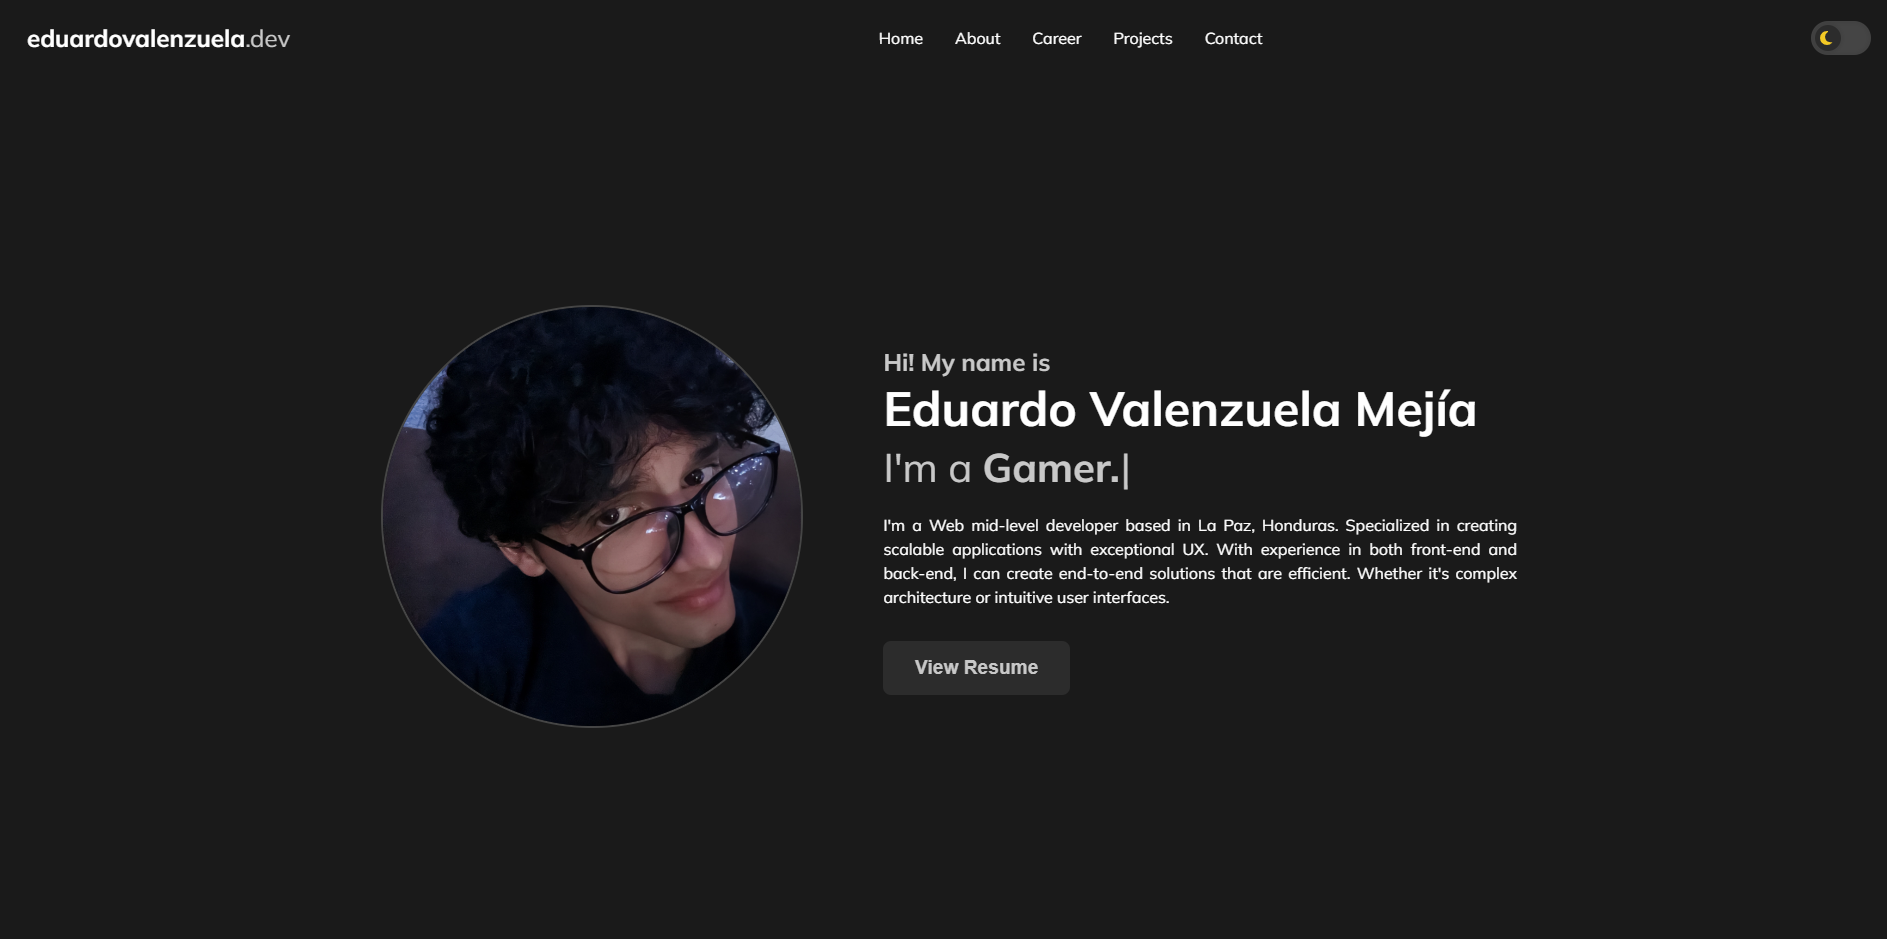 eduardovalenzuela.dev
Home About Career Projects Contact
Hi! My name is
Eduardo Valenzuela Mejía
I'm a Gamer.|
I'm a Web mid-level developer based in La Paz, Honduras. Specialized in creating
scalable applications with exceptional UX. With experience in both front-end and
back-end, I can create end-to-end solutions that are efficient. Whether it's complex
architecture or intuitive user interfaces.
View Resume